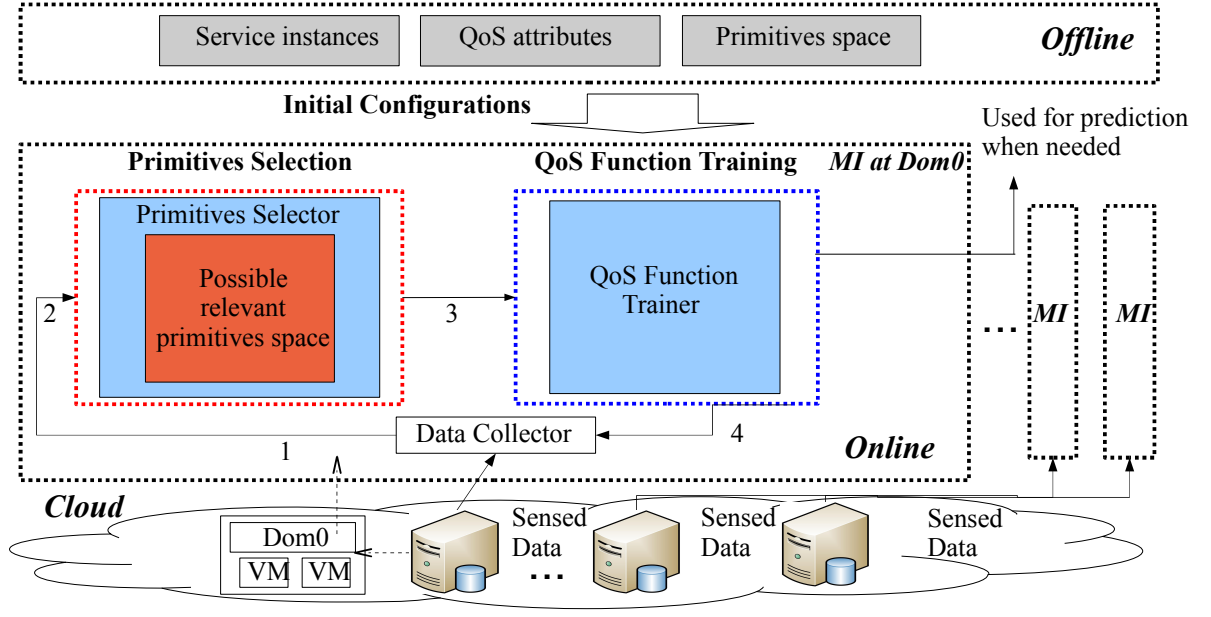 Service instances
QoS attributes
Primitives space
Offline
Initial Configurations
Used for prediction
when needed
Primitives Selection
QoS Function Training
MI at Dom0
Primitives Selector
Possible
relevant
primitives space
QoS Function
Trainer
2
3
...
MI
MI
Data Collector
4
1
Online
Cloud
Dom0
VM
VM
Sensed
Data
...
Sensed
Data
Sensed
Data